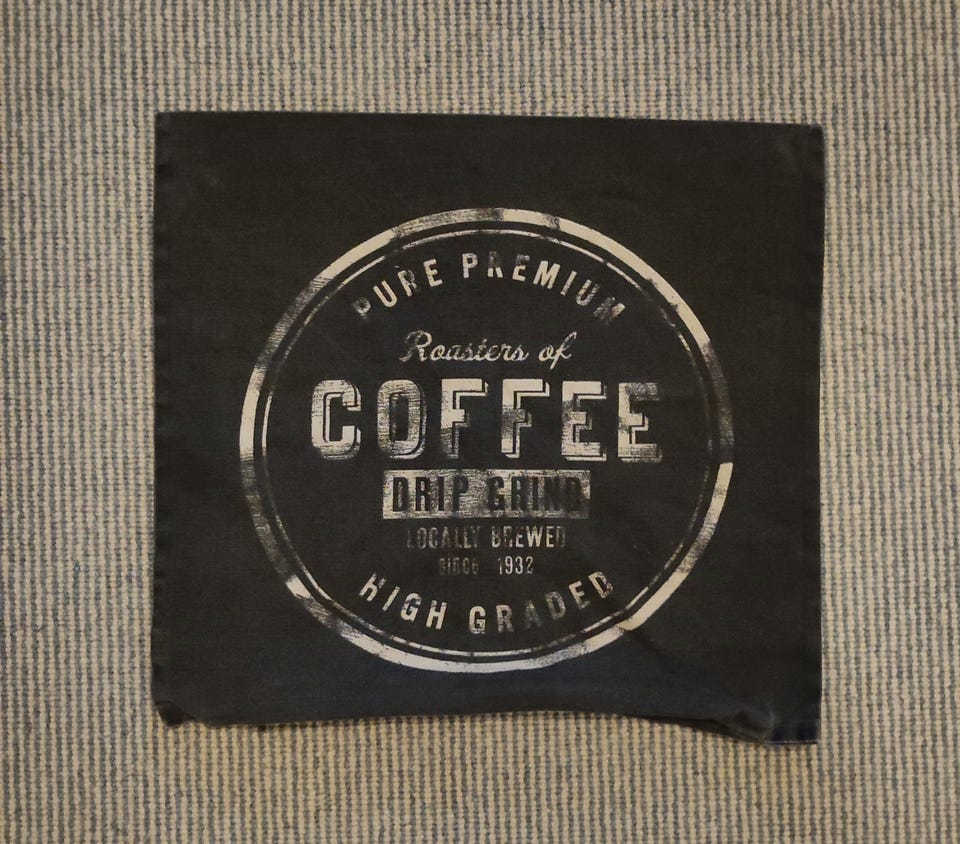 PURE PREMIUM
Roasters of
COFFEE
DRIP GRIND
LOCALLY BREWED
SINCE 1932
HIGH GRADED